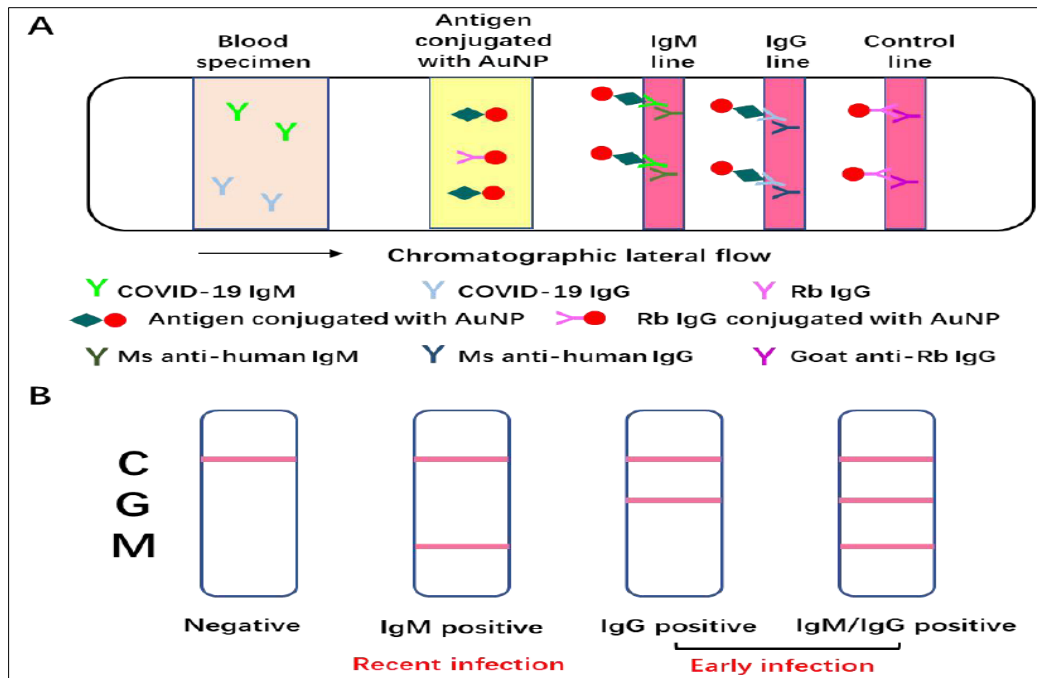 A
Blood
specimen
Antigen
conjugated
with AuNP
IgM
line
IgG
line
Control
line
Chromatographic lateral flow
COVID-19 IgM
COVID-19 IgG
Rb IgG
Antigen conjugated with AuNP
Rb IgG conjugated with AuNP
Ms anti-human IgM
Ms anti-human IgG
Goat anti-Rb IgG
B
C
G
M
Negative
IgM positive
IgG positive
IgM/IgG positive
Recent infection
Early infection